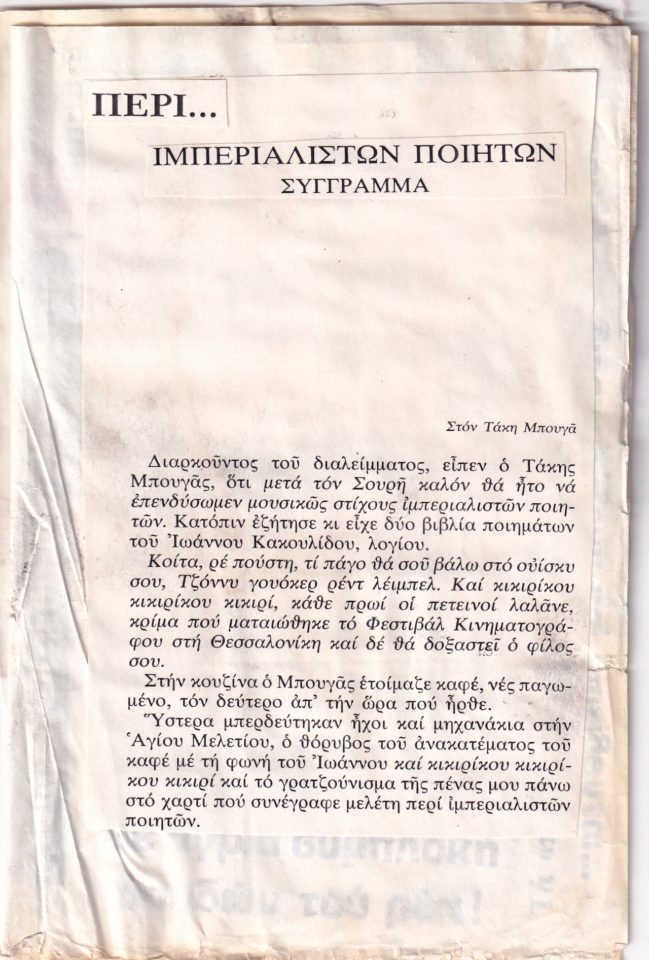 ΠΕΡΙ...
ΙΜΠΕΡΙΑΛΙΣΤΩΝ ΠΟΙΗΤΩΝ
ΣΥΓΓΡΑΜΜΑ
Στόν Τάκη Μπουγᾶ
Διαρκοῦντος τοῦ διαλείμματος, εἶπεν ὁ Τάκης
Μπουγᾶς, ὅτι μετά τόν Σουρῆ καλόν θά ἦτο νά
ἐπενδύσωμεν μουσικῶς στίχους ἰμπεριαλιστῶν ποιη-
τῶν. Κατόπιν ἐζήτησε κι εἶχε δύο βιβλία ποιημάτων
τοῦ Ἰωάννου Κακουλίδου, λογίου.
Κοίτα, ρέ πούστη, τί πάγο θά σοῦ βάλω στό οὐίσκυ
σου, Τζόννυ γουόκερ ρέντ λέιμπελ. Καί κικιρίκου
κικιρίκου κικιρί, κάθε πρωί οἱ πετεινοί λαλᾶνε,
κρίμα πού ματαιώθηκε τό Φεστιβάλ Κινηματογρά-
φου στή Θεσσαλονίκη καί δέ θά δοξαστεῖ ὁ φίλος
σου.
Στήν κουζίνα ὁ Μπουγᾶς ἑτοίμαζε καφέ, νές παγω-
μένο, τόν δεύτερο ἀπ' τήν ὥρα πού ἦρθε.
Ὕστερα μπερδεύτηκαν ἦχοι καί μηχανάκια στήν
Ἁγίου Μελετίου, ὁ θόρυβος τοῦ ἀνακατέματος τοῦ
καφέ μέ τή φωνή τοῦ Ἰωάννου καί κικιρίκου κικιρί-
κου κικιρί καί τό γρατζούνισμα τῆς πένας μου πάνω
στό χαρτί πού συνέγραφε μελέτη περί ἰμπεριαλιστῶν
ποιητῶν.